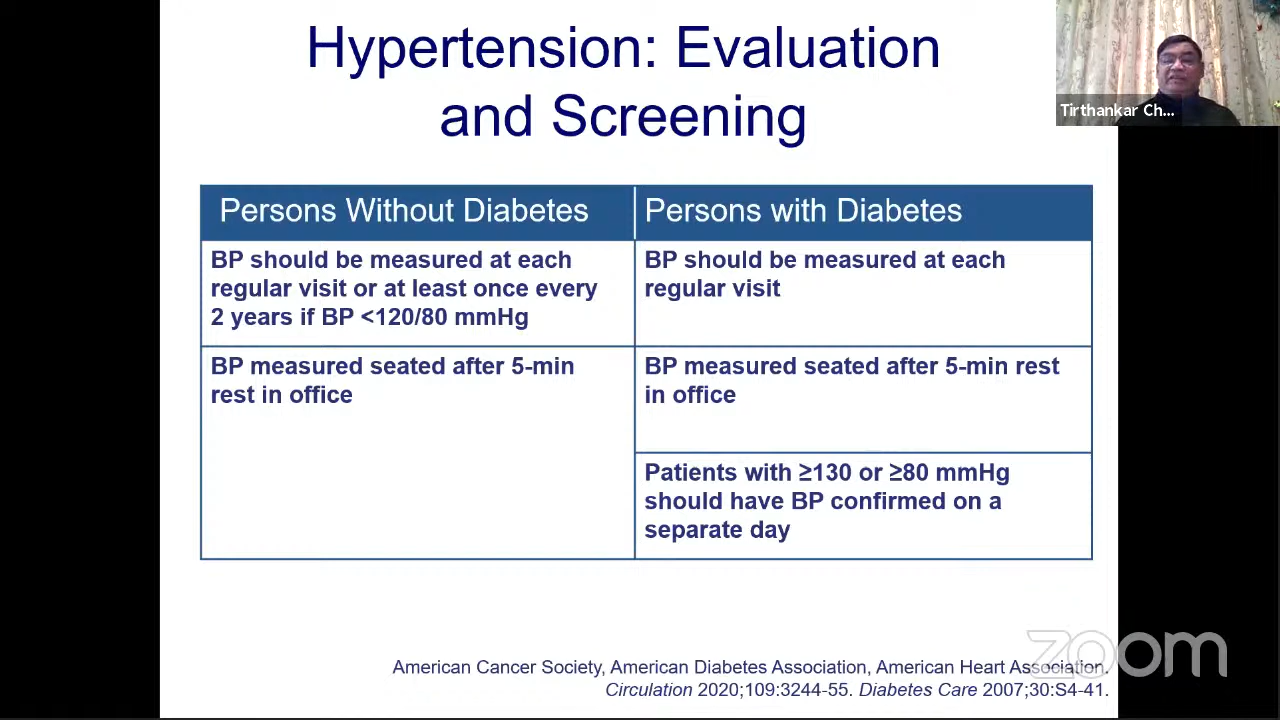 Hypertension: Evaluation
and Screening
Tirthankar Ch...
Persons Without Diabetes
Persons with Diabetes
BP should be measured at each
regular visit or at least once every
2 years if BP <120/80 mmHg
BP should be measured at each
regular visit
BP measured seated after 5-min
rest in office
BP measured seated after 5-min rest
in office
Patients with ≥130 or ≥80 mmHg
should have BP confirmed on a
separate day
American Cancer Society, American Diabetes Association, American Heart Association.
Circulation 2020;109:3244-55. Diabetes Care 2007;30:S4-41.
zoom